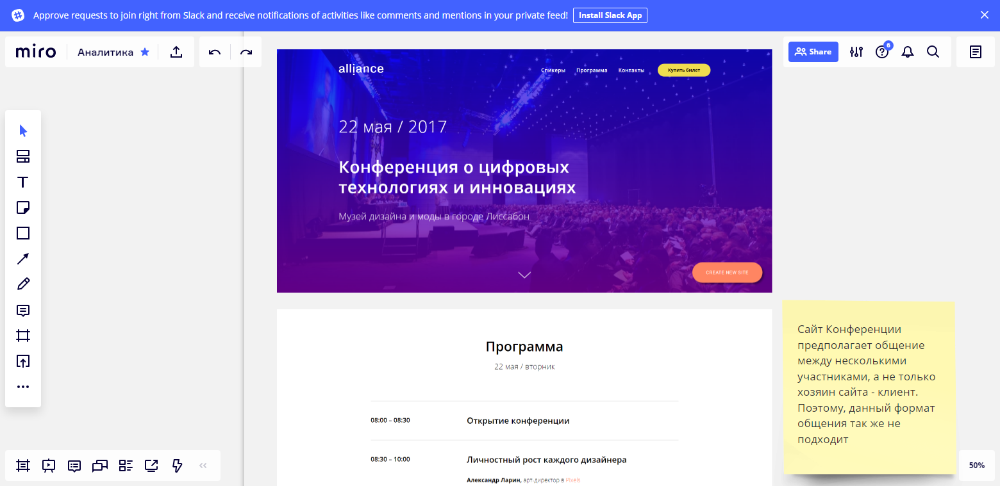 Approve requests to join right from Slack and receive notifications of activities like comments and mentions in your private feed! Install Slack App
miro Аналитика
Share
6
alliance
Спикеры Программа Контакты Купить билет
22 мая / 2017
Конференция о цифровых
технологиях и инновациях
Музей дизайна и моды в городе Лиссабон
CREATE NEW SITE
Программа
22 мая / вторник
08:00 – 08:30 Открытие конференции
08:30 – 10:00 Личностный рост каждого дизайнера
Александр Ларин, арт-директор в Pixels
Сайт Конференции
предполагает общение
между несколькими
участниками, а не только
хозяин сайта - клиент.
Поэтому, данный формат
общения так же не
подходит
50%